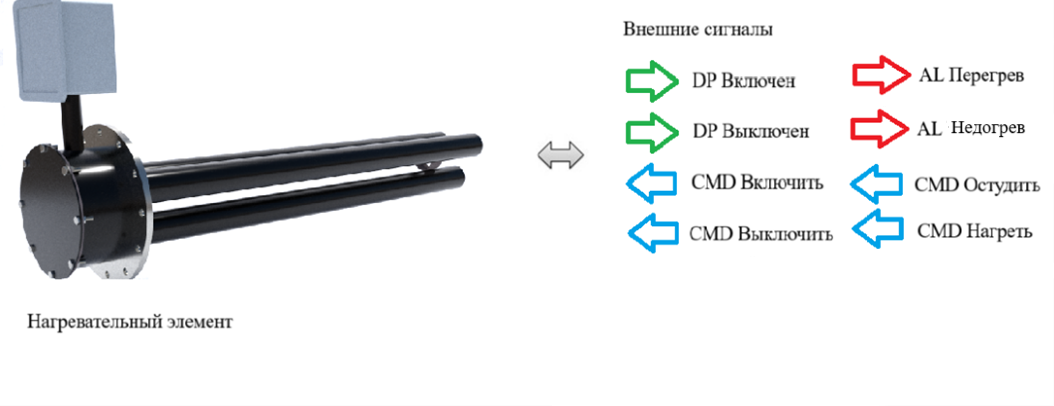 Внешние сигналы
DP Включен
AL Перегрев
DP Выключен
AL Недогрев
CMD Включить
CMD Остудить
CMD Выключить
CMD Нагреть
Нагревательный элемент